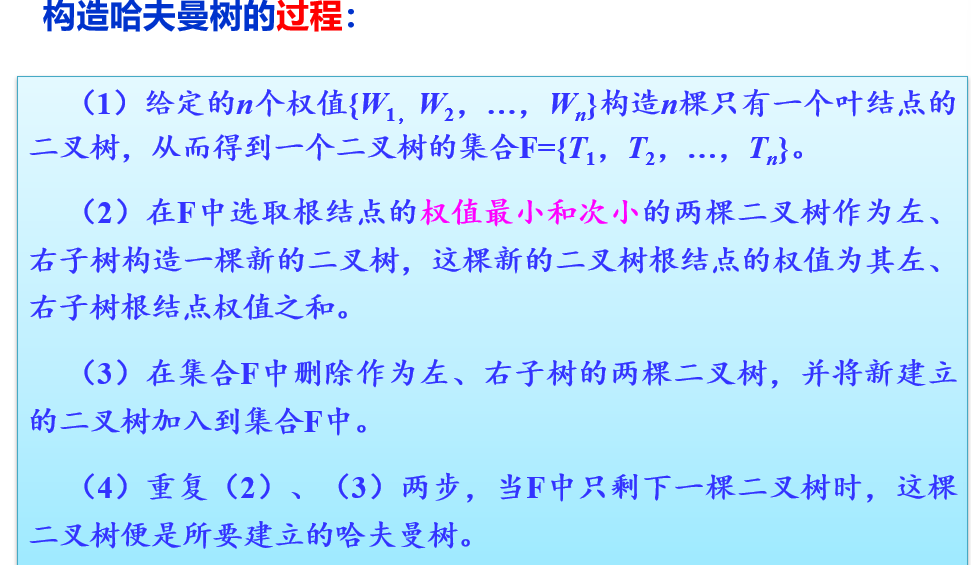 构造哈夫曼树的过程：
（1）给定的n个权值{W1, W2，…，Wn}构造n棵只有一个叶结点的
二叉树，从而得到一个二叉树的集合F={T1，T2，…，Tn}。
（2）在F中选取根结点的权值最小和次小的两棵二叉树作为左、
右子树构造一棵新的二叉树，这棵新的二叉树根结点的权值为其左、
右子树根结点权值之和。
（3）在集合F中删除作为左、右子树的两棵二叉树，并将新建立
的二叉树加入到集合F中。
（4）重复（2）、（3）两步，当F中只剩下一棵二叉树时，这棵
二叉树便是所要建立的哈夫曼树。